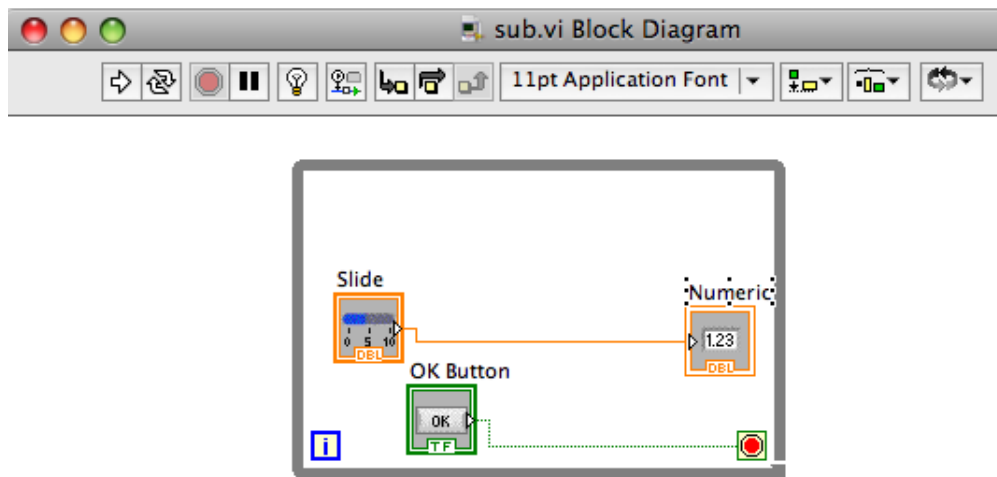 sub.vi Block Diagram
11pt Application Font
Slide
0 5 10
DBL
Numeric
1.23
DBL
OK Button
OK
TF
i